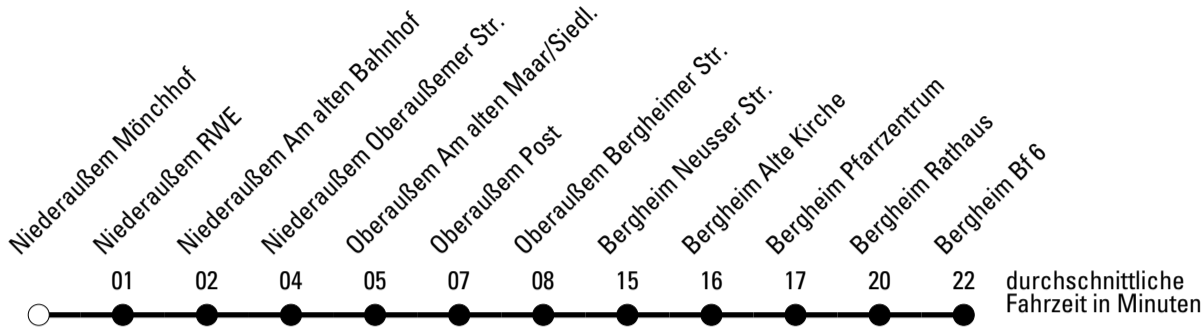 Niederaußem Mönchhof
Niederaußem RWE
Niederaußem Am alten Bahnhof
Niederaußem Oberaußemer Str.
Oberaußem Am alten Maar/Siedl.
Oberaußem Post
Oberaußem Bergheimer Str.
Bergheim Neusser Str.
Bergheim Alte Kirche
Bergheim Pfarrzentrum
Bergheim Rathaus
Bergheim Bf 6
01 02 04 05 07 08 15 16 17 20 22
durchschnittliche
Fahrzeit in Minuten